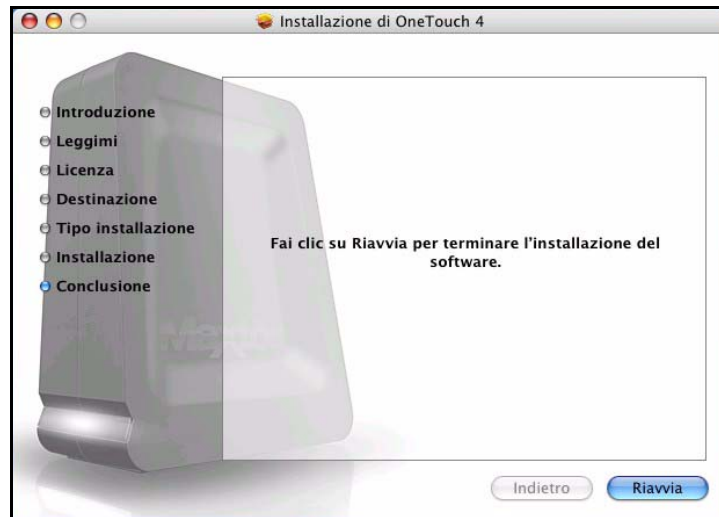 Installazione di OneTouch 4
Introduzione
Leggimi
Licenza
Destinazione
Tipo installazione
Installazione
Conclusione
Fai clic su Riavvia per terminare l'installazione del
software.
Maxtor
Indietro
Riavvia